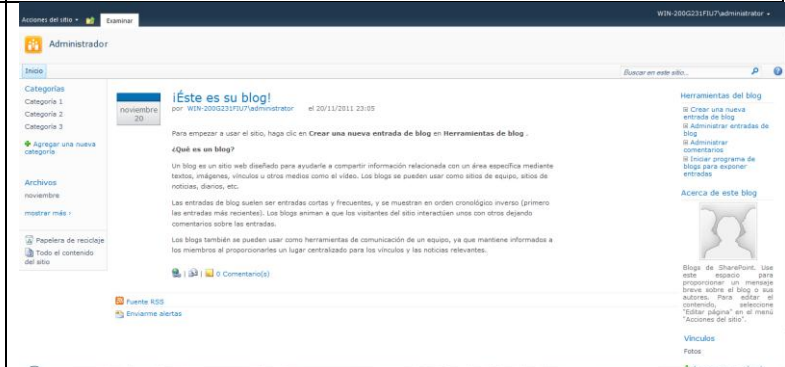 Acciones del sitio
Examinar
WIN-200G231FIU7\administrator
Administrador
Inicio
Buscar en este sitio...
Categorías
Categoría 1
Categoría 2
Categoría 3
Agregar una nueva
categoría
Archivos
noviembre
mostrar más ›
Papelera de reciclaje
Todo el contenido
del sitio
noviembre
20
¡Éste es su blog!
por WIN-200G231FIU7\administrator el 20/11/2011 23:05
Para empezar a usar el sitio, haga clic en Crear una nueva entrada de blog en Herramientas de blog .
¿Qué es un blog?
Un blog es un sitio web diseñado para ayudarle a compartir información relacionada con un área específica mediante
textos, imágenes, vínculos u otros medios como el vídeo. Los blogs se pueden usar como sitios de equipo, sitios de
noticias, diarios, etc.
Las entradas de blog suelen ser entradas cortas y frecuentes, y se muestran en orden cronológico inverso (primero
las entradas más recientes). Los blogs animan a que los visitantes del sitio interactúen unos con otros dejando
comentarios sobre las entradas.
Los blogs también se pueden usar como herramientas de comunicación de un equipo, ya que mantiene informados a
los miembros al proporcionarles un lugar centralizado para los vínculos y las noticias relevantes.
| | 0 Comentario(s)
Fuente RSS
Enviarme alertas
Herramientas del blog
Crear una nueva
entrada de blog
Administrar entradas de
blog
Administrar
comentarios
Iniciar programa de
blogs para exponer
entradas
Acerca de este blog
Blogs de SharePoint. Use
este espacio para
proporcionar un mensaje
breve sobre el blog o sus
autores. Para editar el
contenido, seleccione
"Editar página" en el menú
"Acciones del sitio".
Vínculos
Fotos